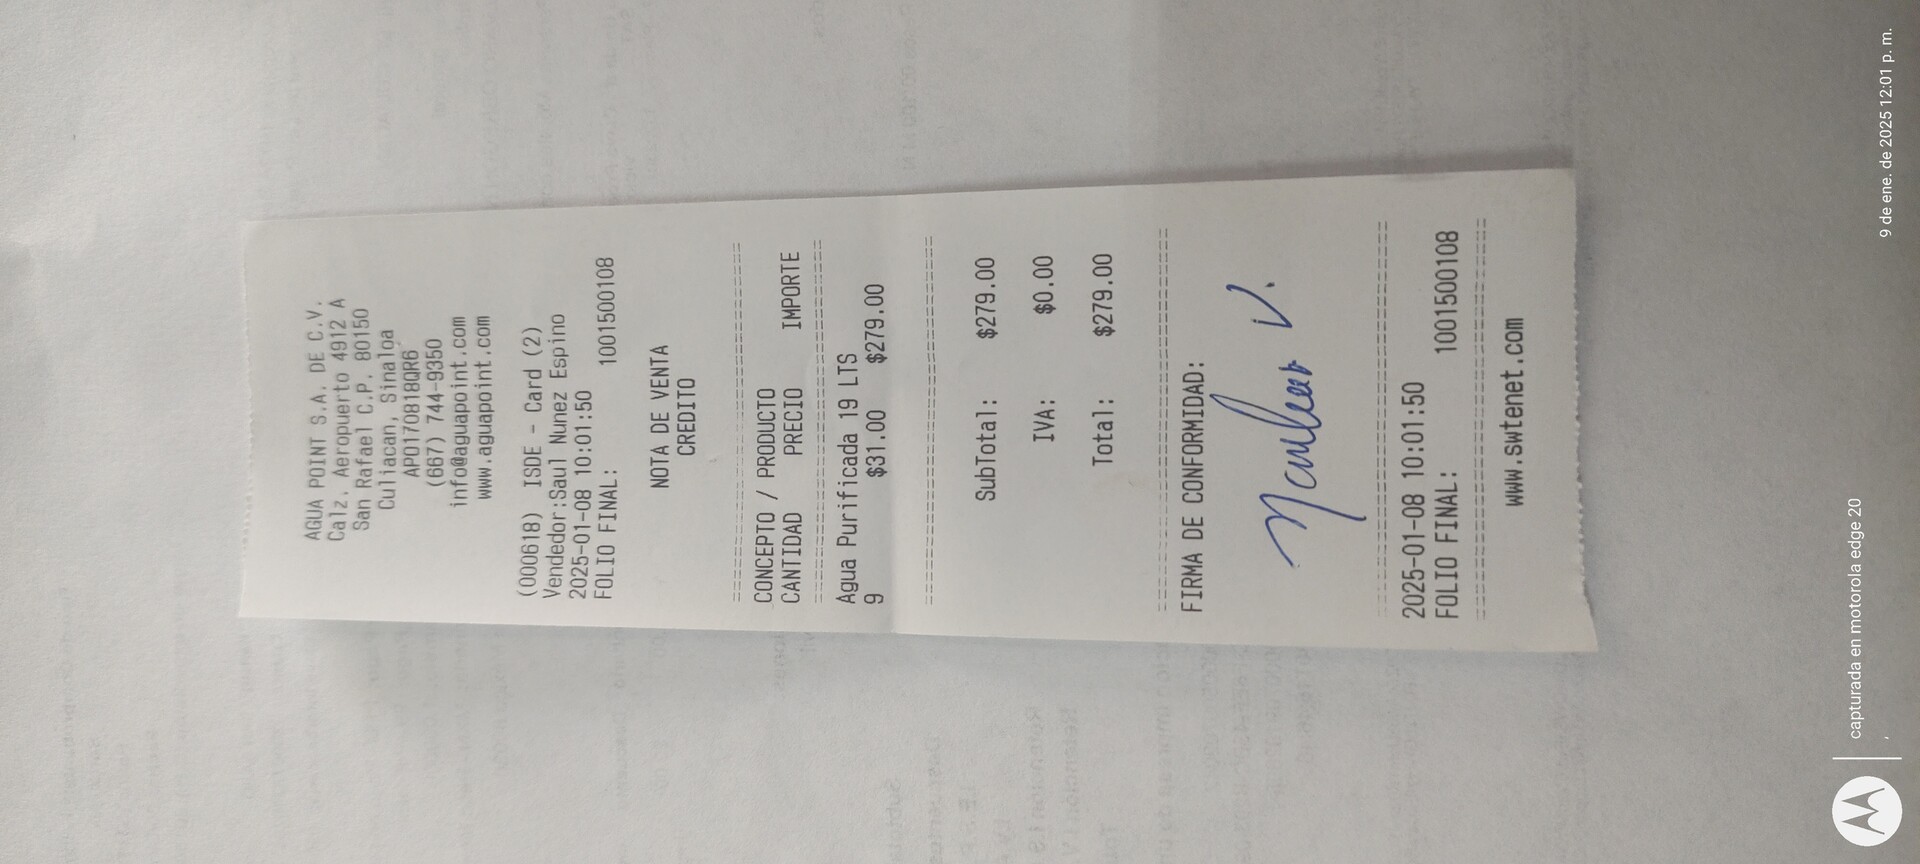 AGUA POINT S.A. DE C.V.
Calz. Aeropuerto 4912 A
San Rafael C.P. 80150
Culiacan, Sinaloa
APO170818QR6
(667) 744-9350
info@aguapoint.com
www.aguapoint.com
(000618) ISDE - Card (2)
Vendedor:Saul Nunez Espino
2025-01-08 10:01:50
FOLIO FINAL: 1001500108
NOTA DE VENTA
CREDITO
CONCEPTO / PRODUCTO
CANTIDAD PRECIO IMPORTE
Agua Purificada 19 LTS
9 $31.00 $279.00
SubTotal: $279.00
IVA: $0.00
Total: $279.00
FIRMA DE CONFORMIDAD:
2025-01-08 10:01:50
FOLIO FINAL: 1001500108
www.swtenet.com
capturada en motorola edge 20
9 de ene. de 2025 12:01 p. m.